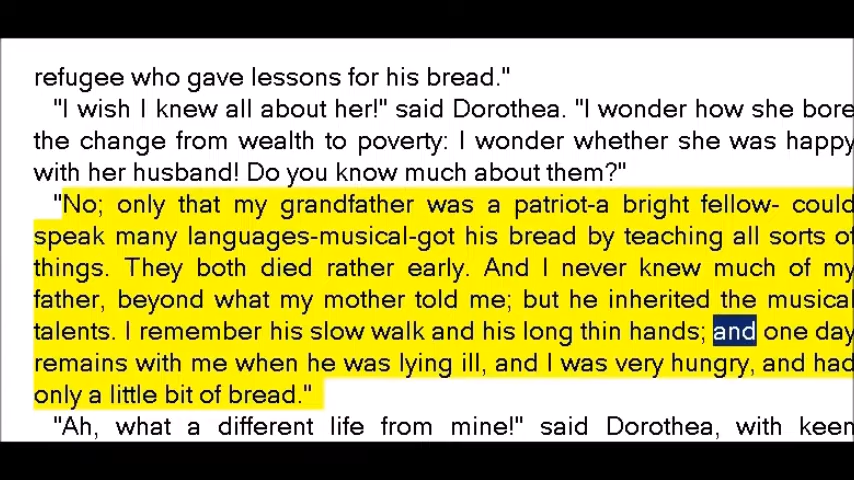 refugee who gave lessons for his bread."
"I wish I knew all about her!" said Dorothea. "I wonder how she bore
the change from wealth to poverty: I wonder whether she was happy
with her husband! Do you know much about them?"
"No; only that my grandfather was a patriot-a bright fellow- could
speak many languages-musical-got his bread by teaching all sorts of
things. They both died rather early. And I never knew much of my
father, beyond what my mother told me; but he inherited the musical
talents. I remember his slow walk and his long thin hands; and one day
remains with me when he was lying ill, and I was very hungry, and had
only a little bit of bread."
"Ah, what a different life from mine!" said Dorothea, with keen